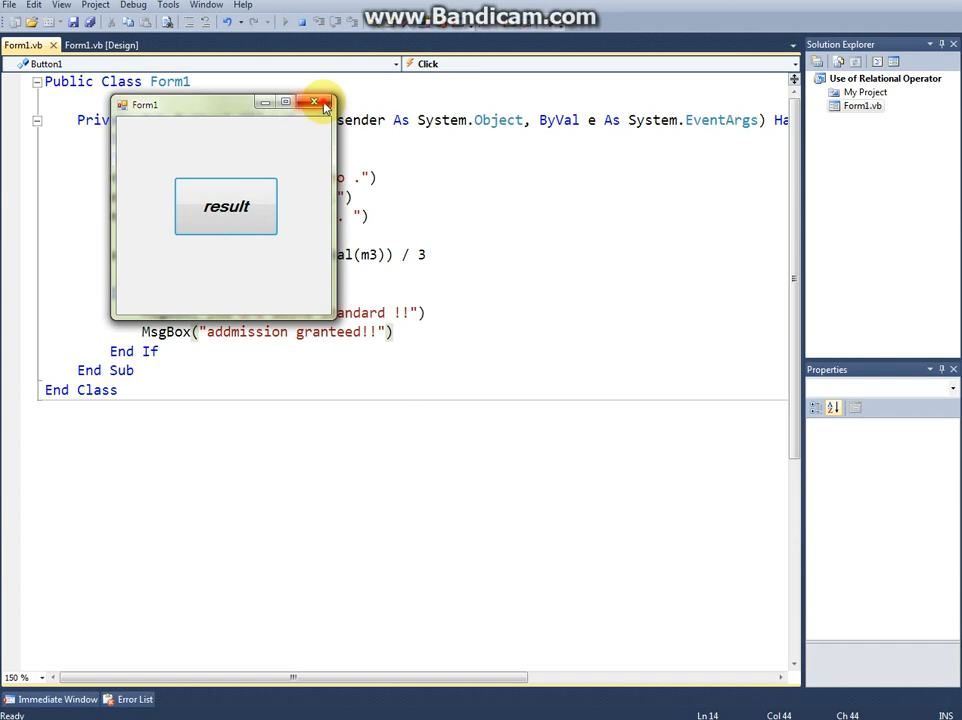 File Edit View Project Debug Tools Window Help
www.Bandicam.com
Form1.vb Form1.vb [Design]
Button1 Click
Solution Explorer
Use of Relational Operator
My Project
Form1.vb
Public Class Form1
Form1
Priv sender As System.Object, ByVal e As System.EventArgs) Ha
o .")
")
. ")
result
al(m3)) / 3
andard !!")
MsgBox("addmission granteed!!")
End If
End Sub
End Class
Properties
150 %
Immediate Window Error List
Ready Ln 14 Col 44 Ch 44 INS